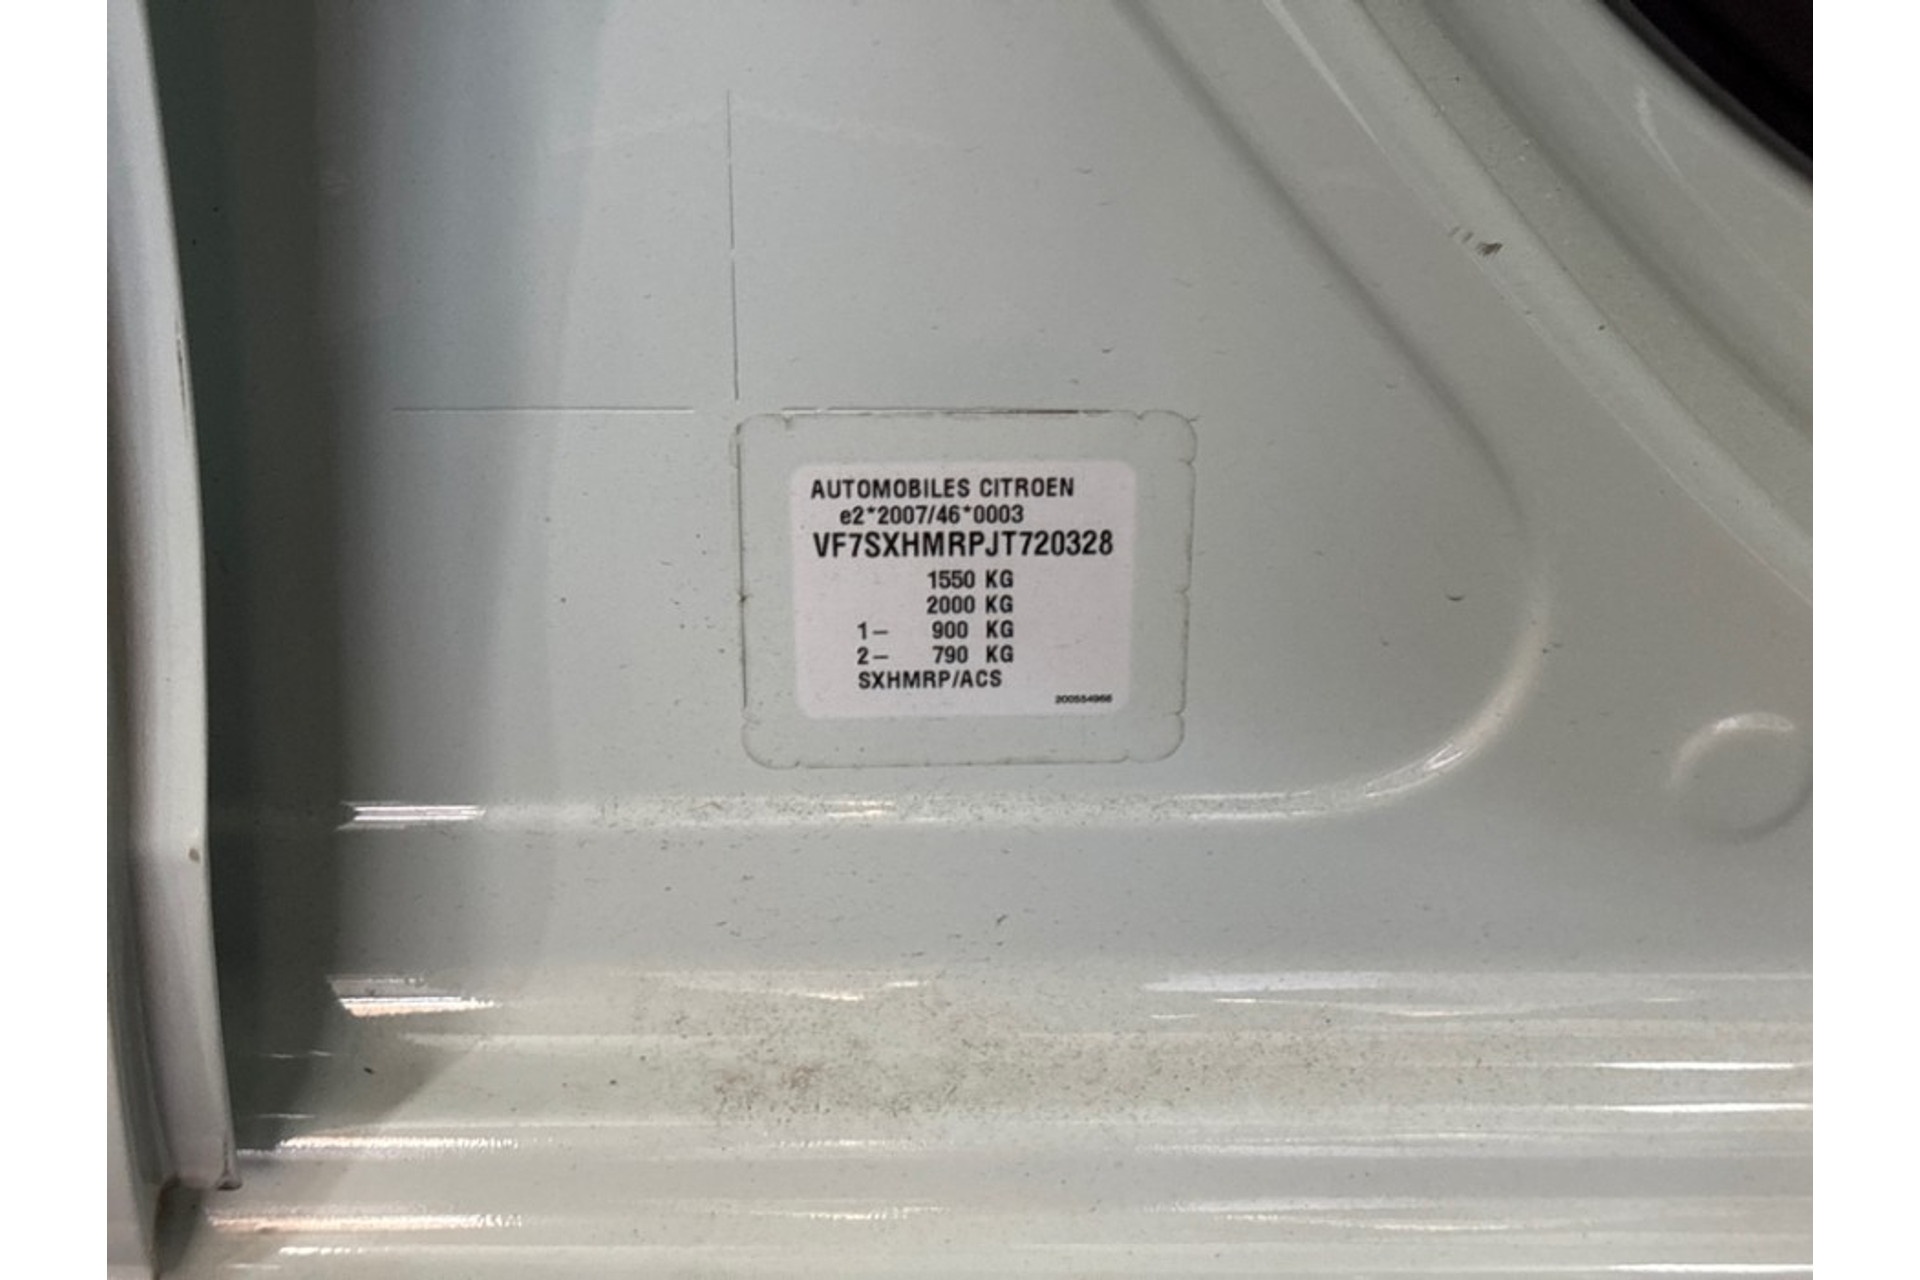 AUTOMOBILES CITROEN
e2*2007/46*0003
VF7SXHMRPJT720328
1550 KG
2000 KG
1– 900 KG
2– 790 KG
SXHMRP/ACS
200554966